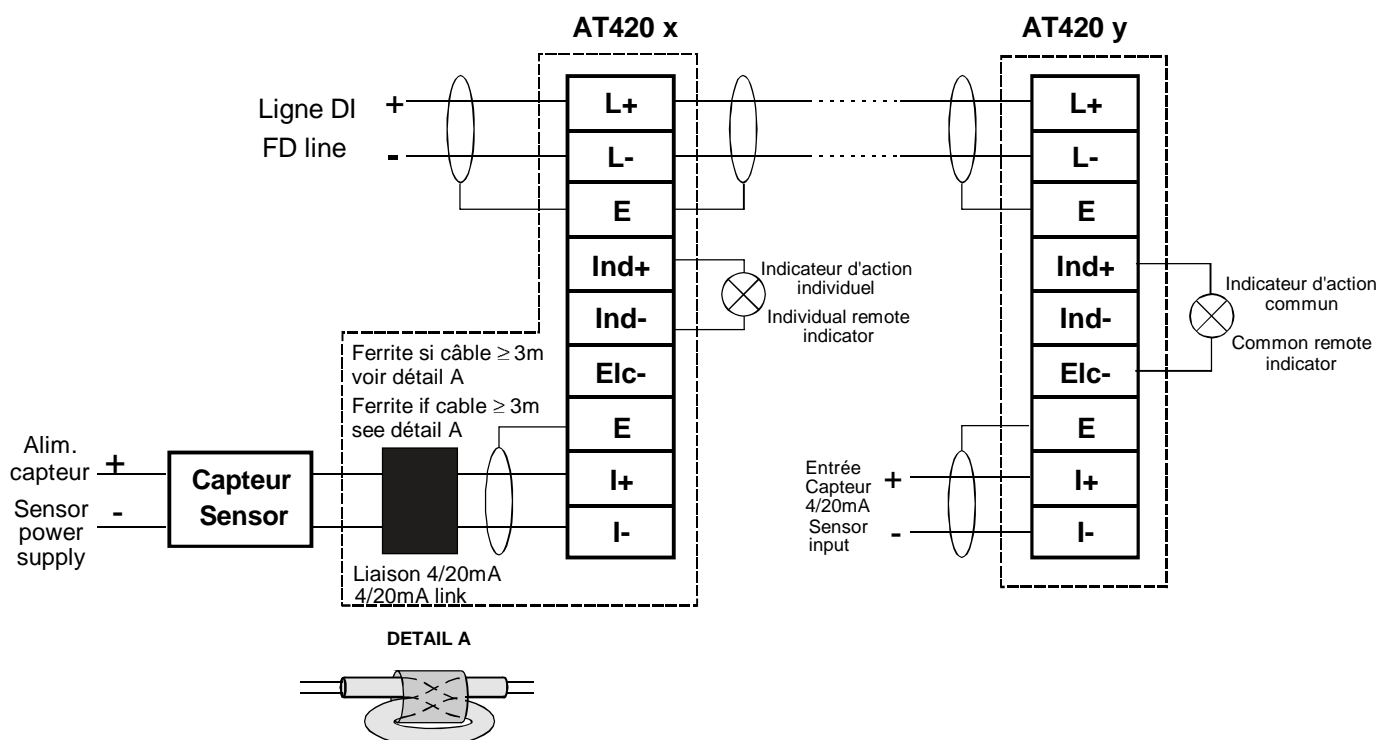 AT420 x
AT420 y
Ligne DI
FD line
+
-
L+
L-
E
Ind+
Ind-
Elc-
E
I+
I-
Indicateur d'action
individuel
Individual remote
indicator
L+
L-
E
Ind+
Ind-
Elc-
E
I+
I-
Indicateur d'action
commun
Common remote
indicator
Ferrite si câble ≥ 3m
voir détail A
Ferrite if cable ≥ 3m
see détail A
Alim.
capteur
+
Sensor
power
supply
-
Capteur
Sensor
Liaison 4/20mA
4/20mA link
Entrée
Capteur
4/20mA
Sensor
input
+
-
DETAIL A